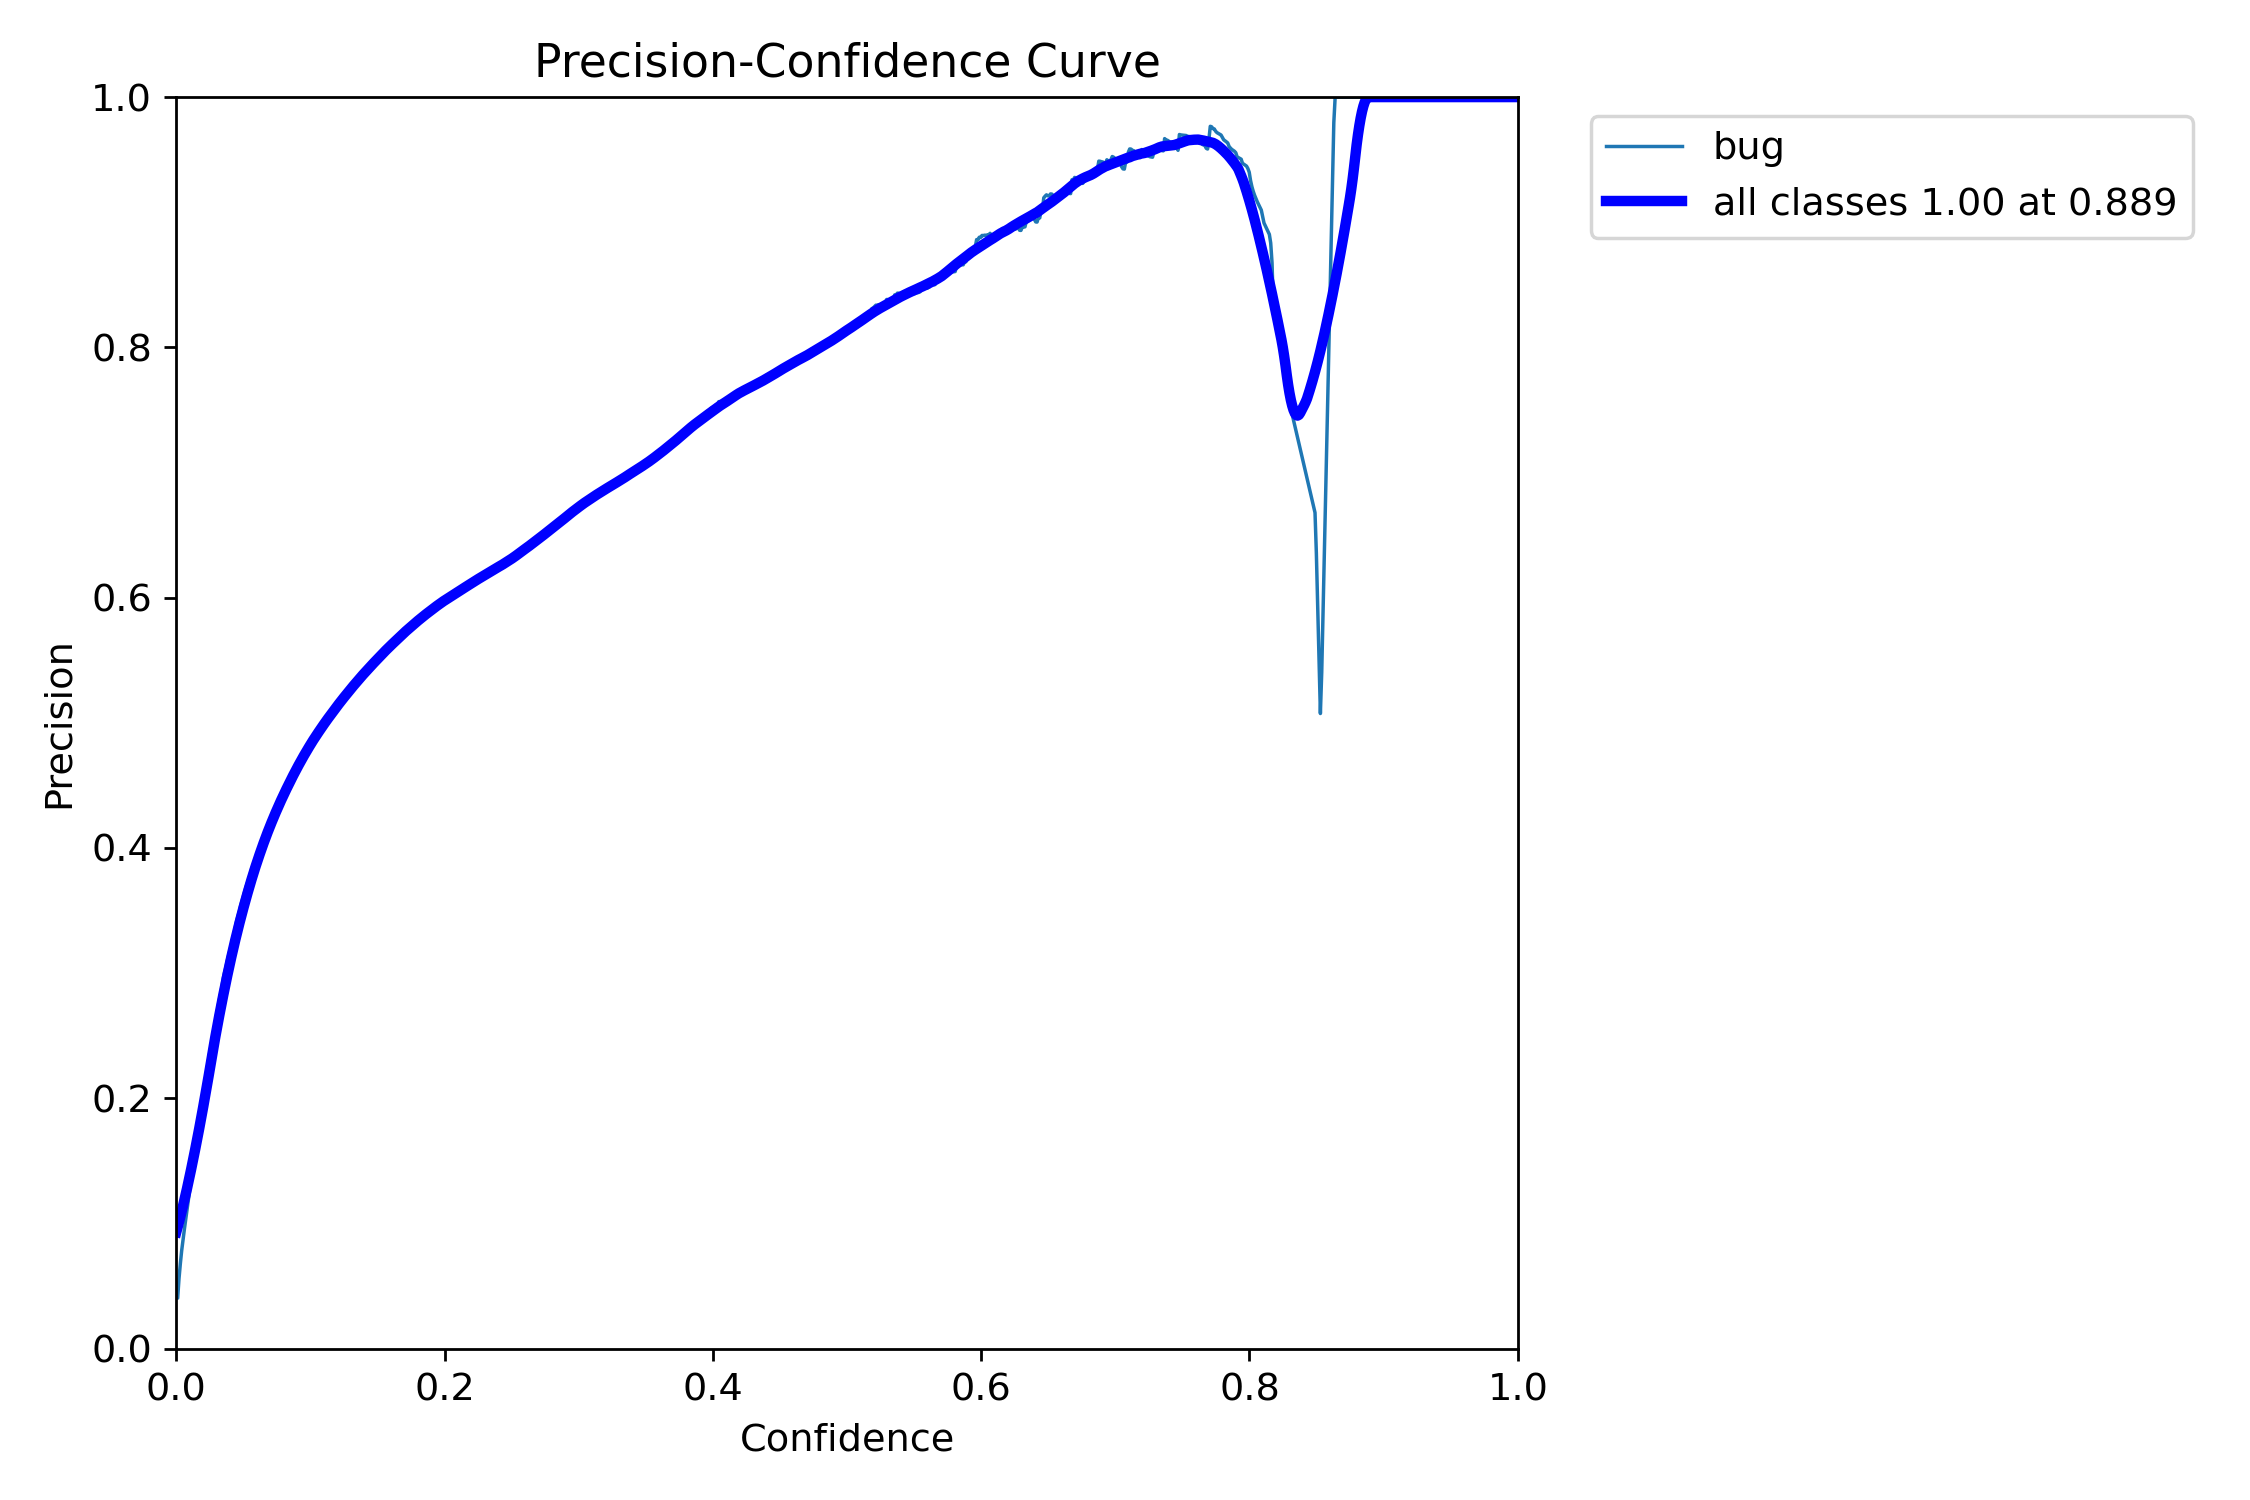 Precision-Confidence Curve
bug
all classes 1.00 at 0.889
Precision
1.0
0.8
0.6
0.4
0.2
0.0
0.0 0.2 0.4 0.6 0.8 1.0
Confidence